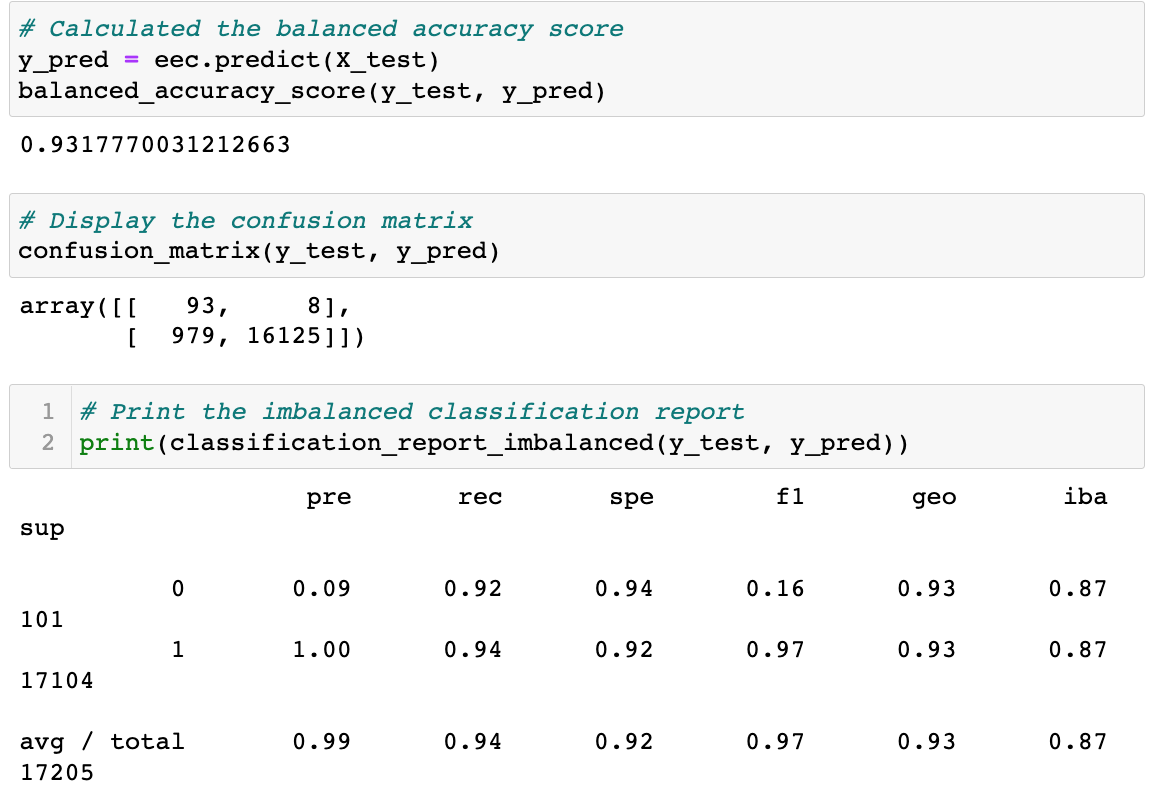 # Calculated the balanced accuracy score
y_pred = eec.predict(X_test)
balanced_accuracy_score(y_test, y_pred)
0.9317770031212663
# Display the confusion matrix
confusion_matrix(y_test, y_pred)
array([[   93,     8],
       [  979, 16125]])
1 # Print the imbalanced classification report
2 print(classification_report_imbalanced(y_test, y_pred))
                   pre       rec       spe        f1       geo       iba
sup
          0       0.09      0.92      0.94      0.16      0.93      0.87
101
          1       1.00      0.94      0.92      0.97      0.93      0.87
17104
avg / total       0.99      0.94      0.92      0.97      0.93      0.87
17205